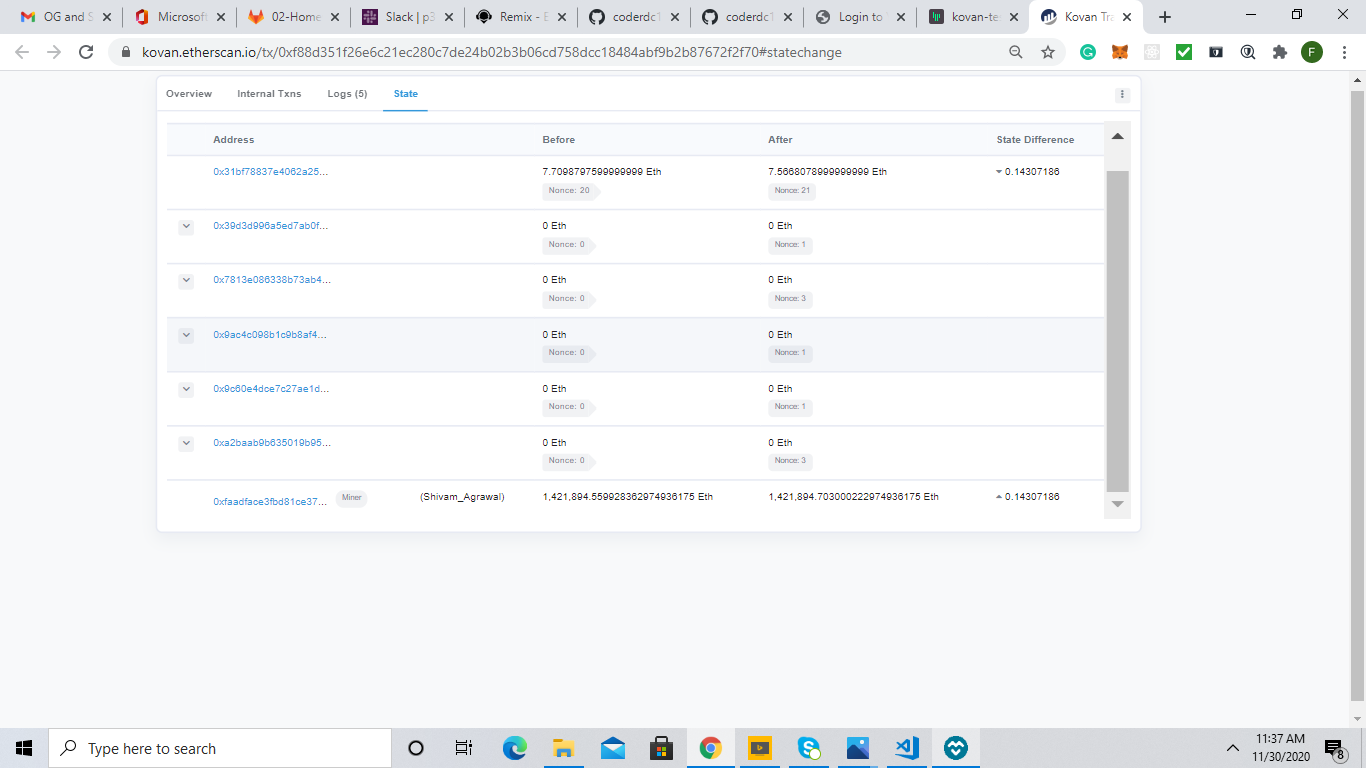 OG and S
Microsoft
02-Home
Slack | p3
Remix - E
coderdc1
coderdc1
Login to
kovan-te
Kovan Tra
kovan.etherscan.io/tx/0xf88d351f26e6c21ec280c7de24b02b3b06cd758dcc18484abf9b2b87672f2f70#statechange
F
Overview Internal Txns Logs (5) State
Address Before After State Difference
0x31bf78837e4062a25... 7.7098797599999999 Eth 7.5668078999999999 Eth 0.14307186
Nonce: 20 Nonce: 21
0x39d3d996a5ed7ab0f... 0 Eth 0 Eth
Nonce: 0 Nonce: 1
0x7813e086338b73ab4... 0 Eth 0 Eth
Nonce: 0 Nonce: 3
0x9ac4c098b1c9b8af4... 0 Eth 0 Eth
Nonce: 0 Nonce: 1
0x9c60e4dce7c27ae1d... 0 Eth 0 Eth
Nonce: 0 Nonce: 1
0xa2baab9b635019b95... 0 Eth 0 Eth
Nonce: 0 Nonce: 3
0xfaadface3fbd81ce37... Miner (Shivam_Agrawal) 1,421,894.559928362974936175 Eth 1,421,894.703000222974936175 Eth 0.14307186
Type here to search
11:37 AM
11/30/2020
8